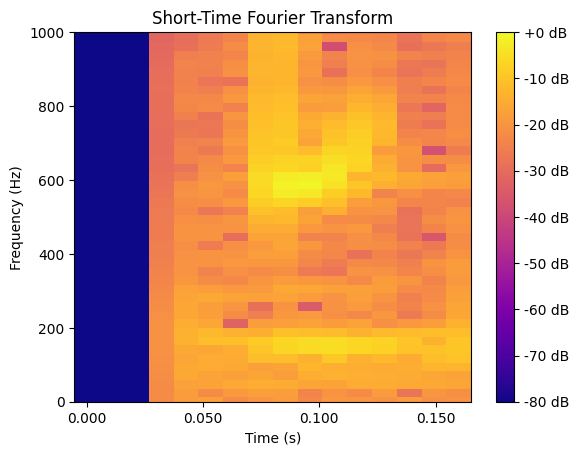 Short-Time Fourier Transform
1000
800
600
400
200
0
Frequency (Hz)
0.000
0.050
0.100
0.150
Time (s)
+0 dB
-10 dB
-20 dB
-30 dB
-40 dB
-50 dB
-60 dB
-70 dB
-80 dB